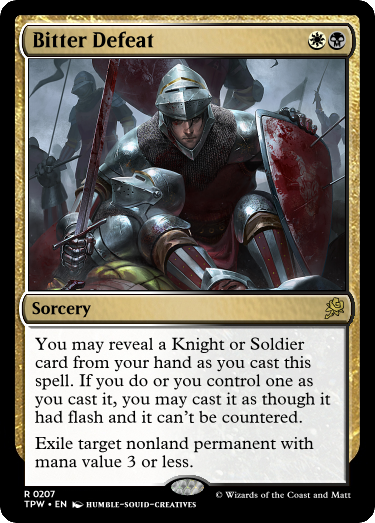 Bitter Defeat
Sorcery
You may reveal a Knight or Soldier
card from your hand as you cast this
spell. If you do or you control one as
you cast it, you may cast it as though it
had flash and it can't be countered.
Exile target nonland permanent with
mana value 3 or less.
R 0207
TPW • EN HUMBLE-SOUID-CREATIVES
© Wizards of the Coast and Matt